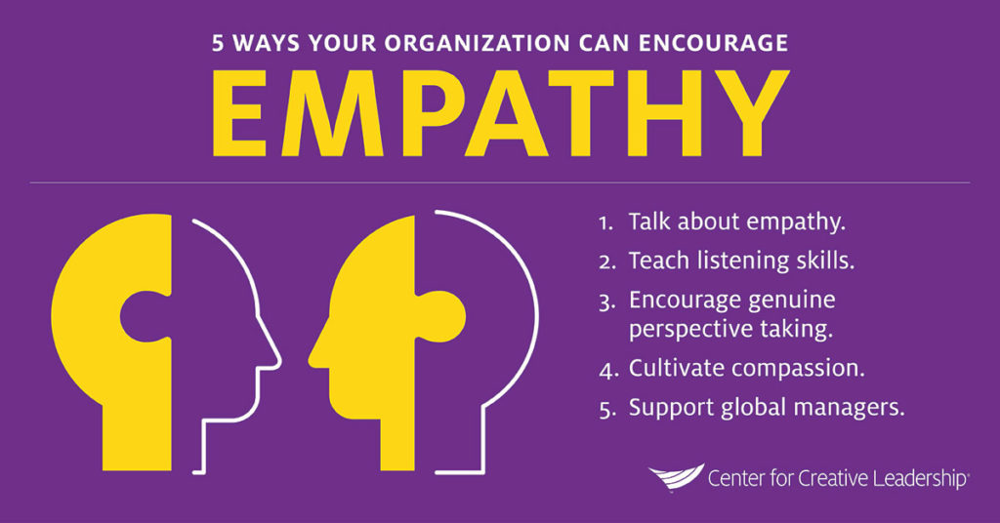 5 WAYS YOUR ORGANIZATION CAN ENCOURAGE
EMPATHY
1. Talk about empathy.
2. Teach listening skills.
3. Encourage genuine
perspective taking.
4. Cultivate compassion.
5. Support global managers.
Center for Creative Leadership®